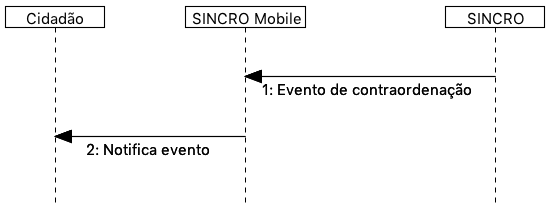 Cidadão
SINCRO Mobile
SINCRO
1: Evento de contraordenação
2: Notifica evento